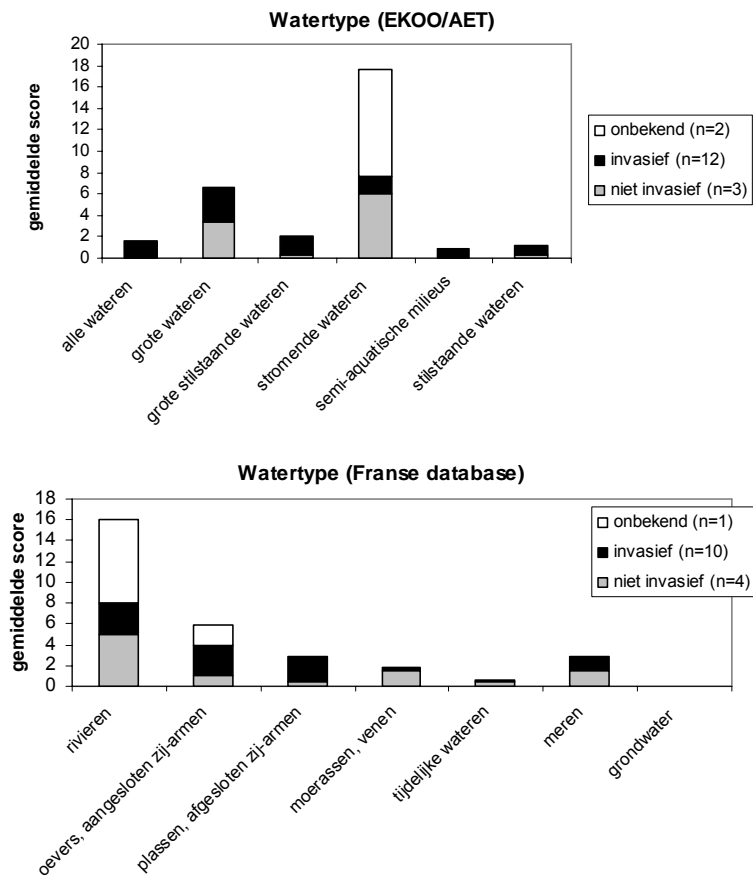 Watertype (EKOO/AET)
gemiddelde score
20
18
16
14
12
10
8
6
4
2
0
alle wateren
grote wateren
grote stilstaande wateren
stromende wateren
semi-aquatische milieus
stilstaande wateren
onbekend (n=2)
invasief (n=12)
niet invasief (n=3)
Watertype (Franse database)
gemiddelde score
18
16
14
12
10
8
6
4
2
0
rivieren
oevers, aangesloten zij-armen
plassen, afgesloten zij-armen
moerassen, venen
tijdelijke wateren
meren
grondwater
onbekend (n=1)
invasief (n=10)
niet invasief (n=4)